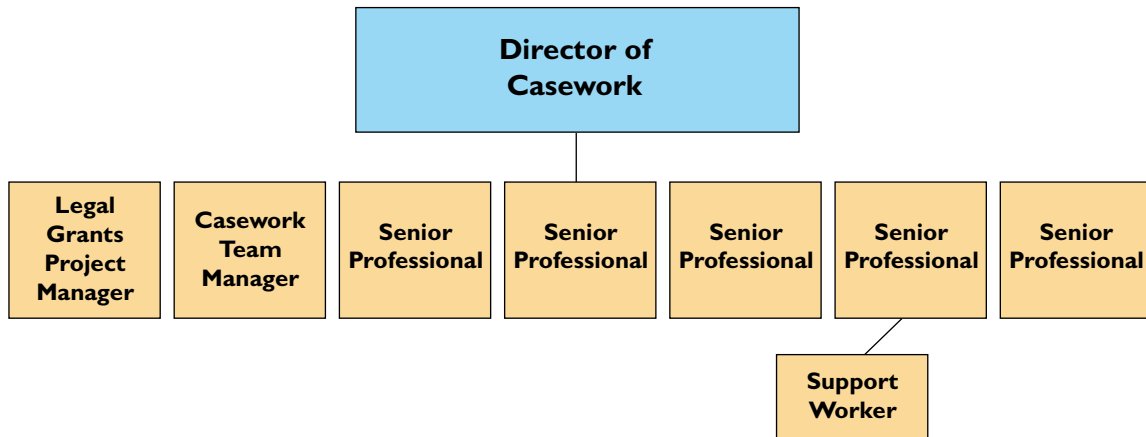 Director of
Casework
Legal
Grants
Project
Manager
Casework
Team
Manager
Senior
Professional
Senior
Professional
Senior
Professional
Senior
Professional
Senior
Professional
Support
Worker